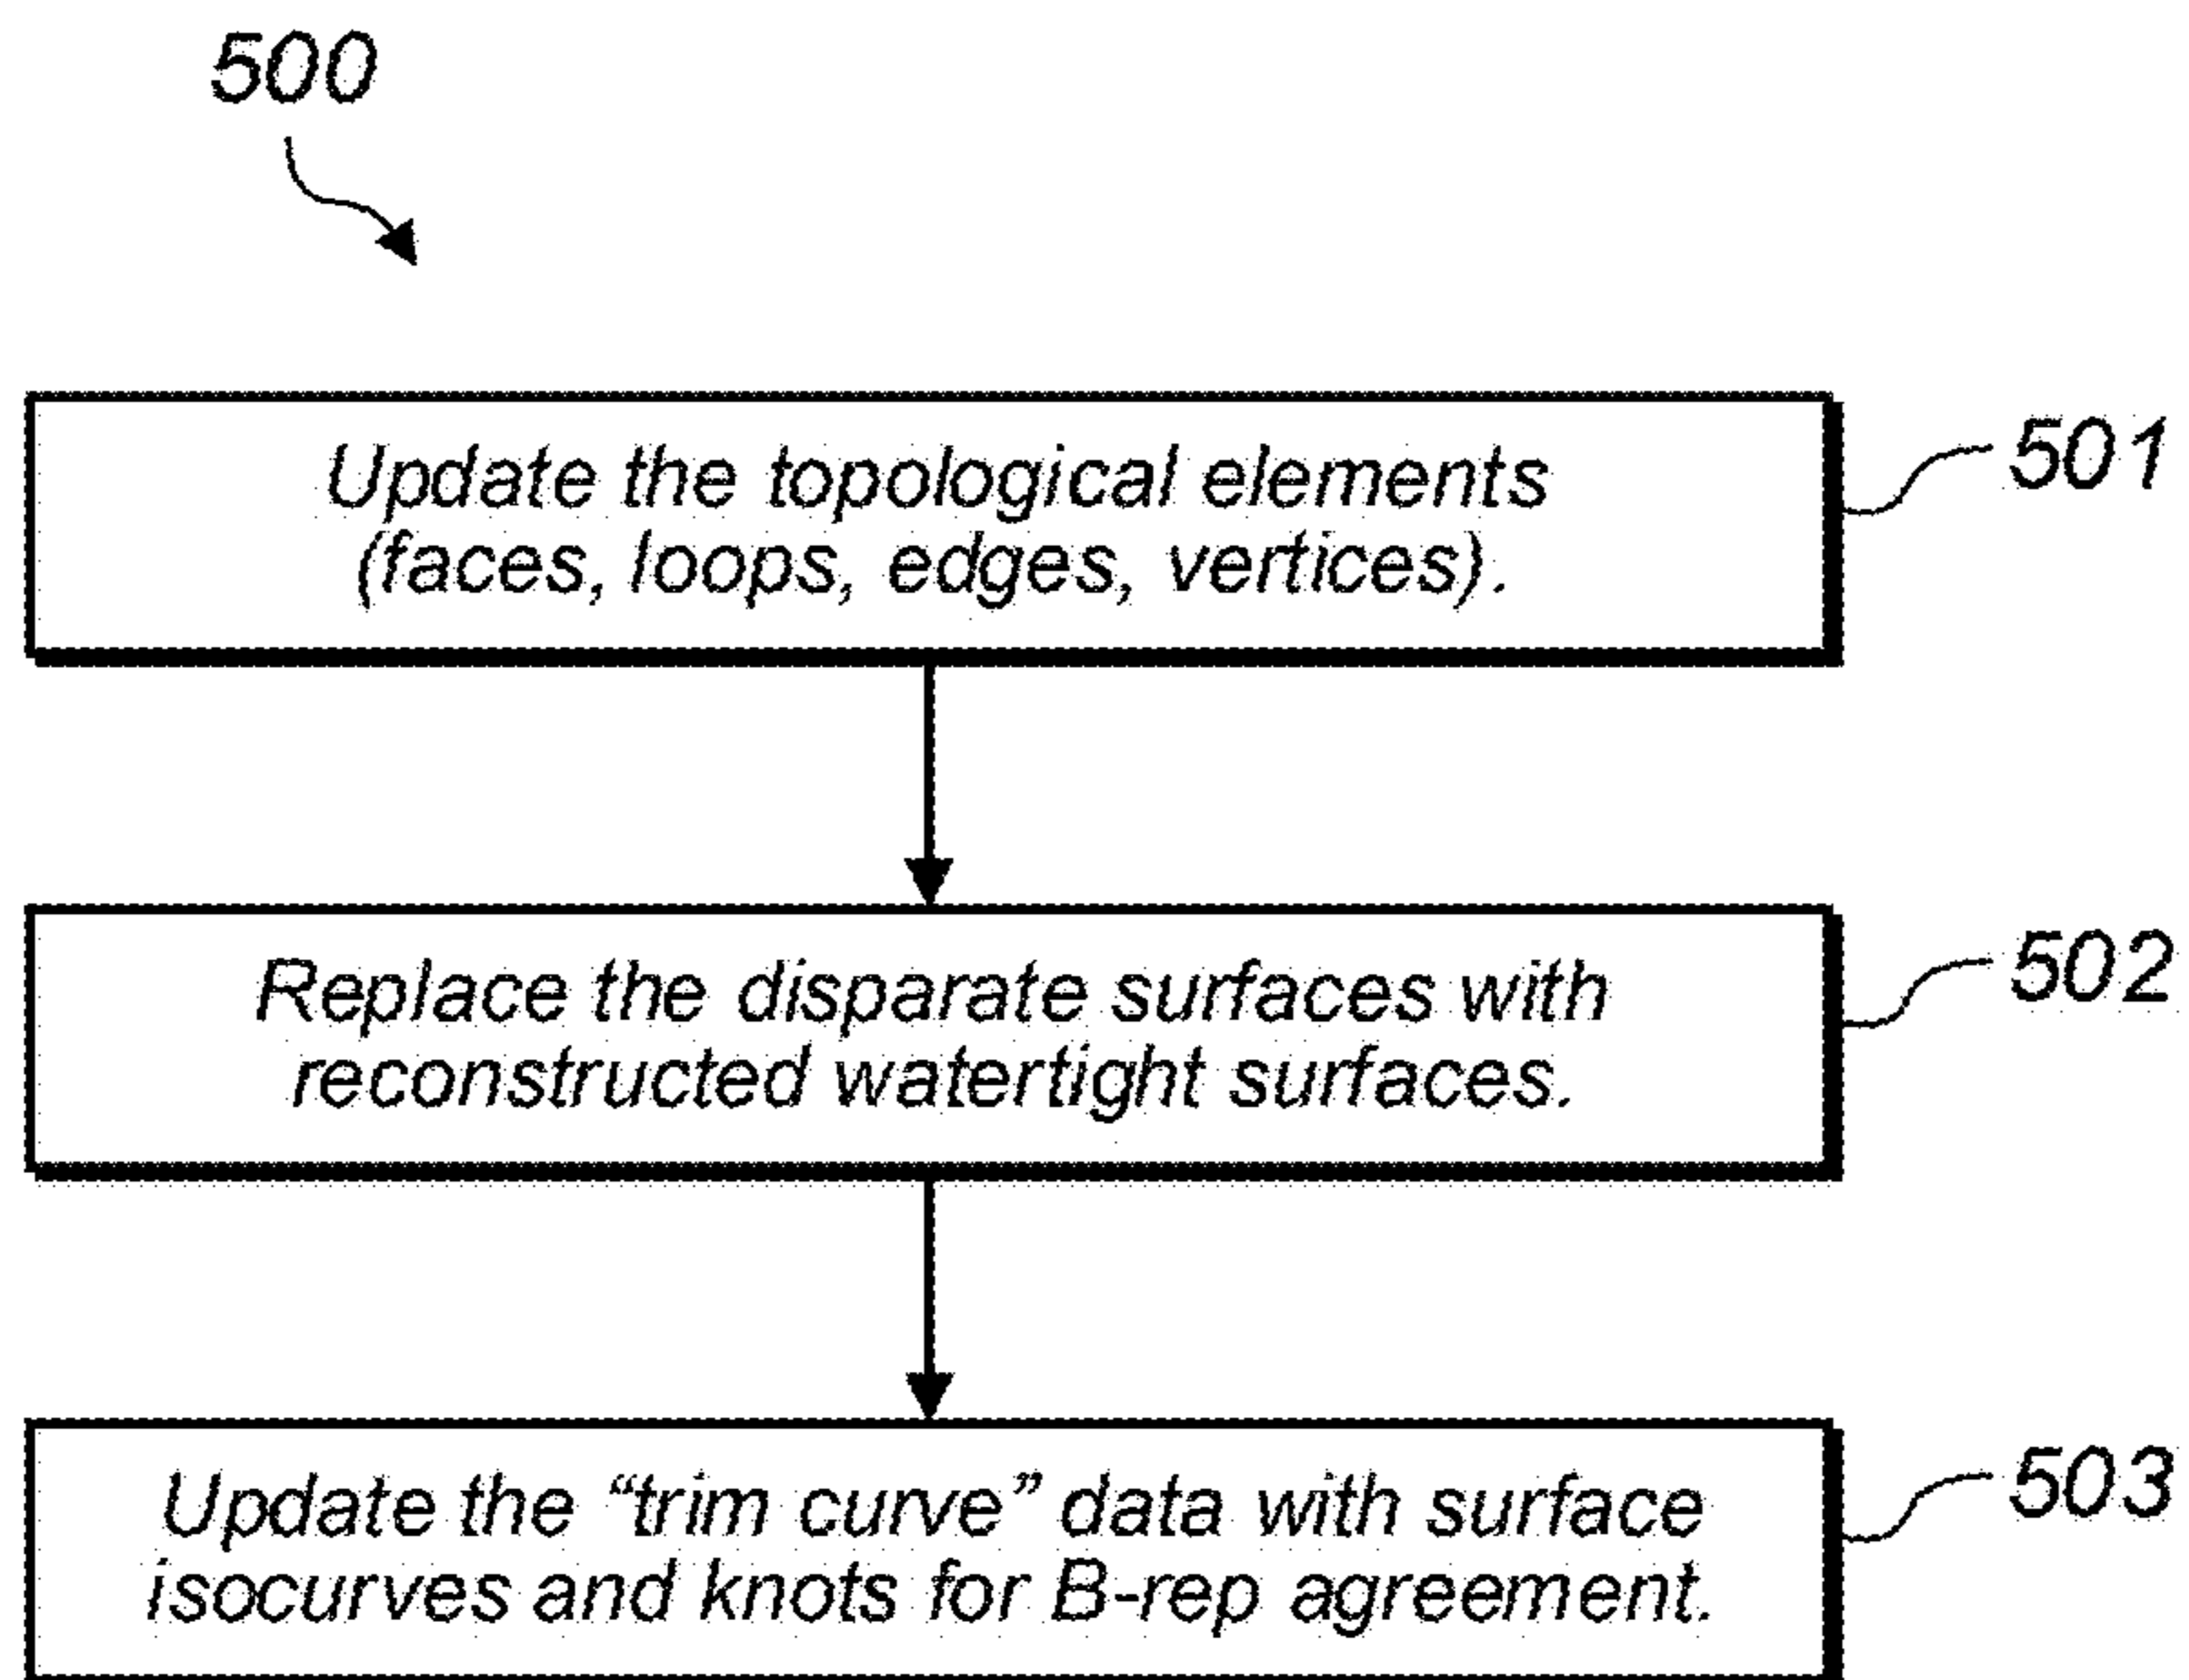 500
Update the topological elements
(faces, loops, edges, vertices).
501
Replace the disparate surfaces with
reconstructed watertight surfaces.
502
Update the “trim curve” data with surface
isocurves and knots for B-rep agreement.
503